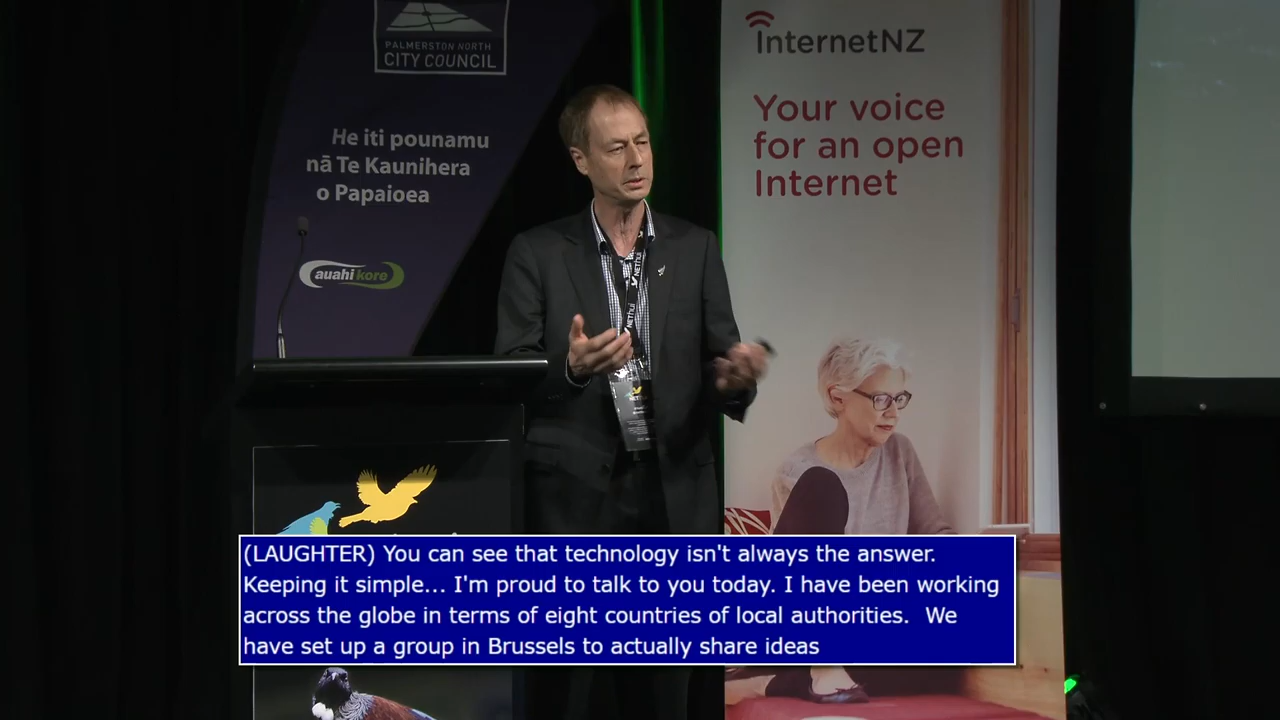 PALMERSTON NORTH
CITY COUNCIL
He iti pounamu
nā Te Kaunihera
o Papaioea
auahi kore
InternetNZ
Your voice
for an open
Internet
NETHui
NETHui
(LAUGHTER) You can see that technology isn't always the answer.
Keeping it simple... I'm proud to talk to you today. I have been working
across the globe in terms of eight countries of local authorities.  We
have set up a group in Brussels to actually share ideas